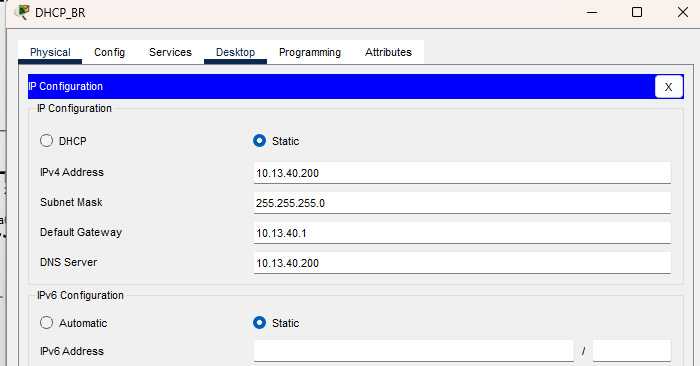 DHCP_BR
Physical Config Services Desktop Programming Attributes
IP Configuration
X
IP Configuration
DHCP Static
IPv4 Address 10.13.40.200
Subnet Mask 255.255.255.0
Default Gateway 10.13.40.1
DNS Server 10.13.40.200
IPv6 Configuration
Automatic Static
IPv6 Address /